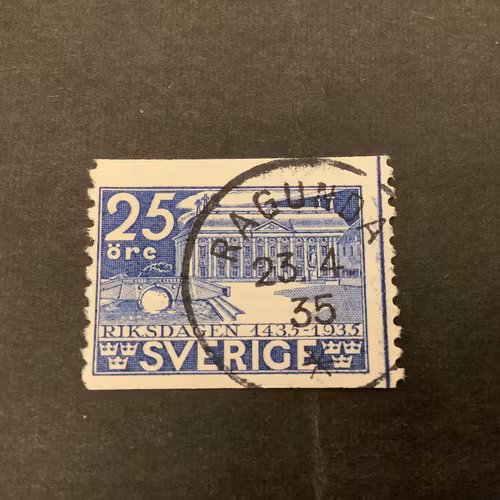 25
öre
RAGUNDA
23.4
35
RIKSDAGEN 1435-1935
SVERIGE